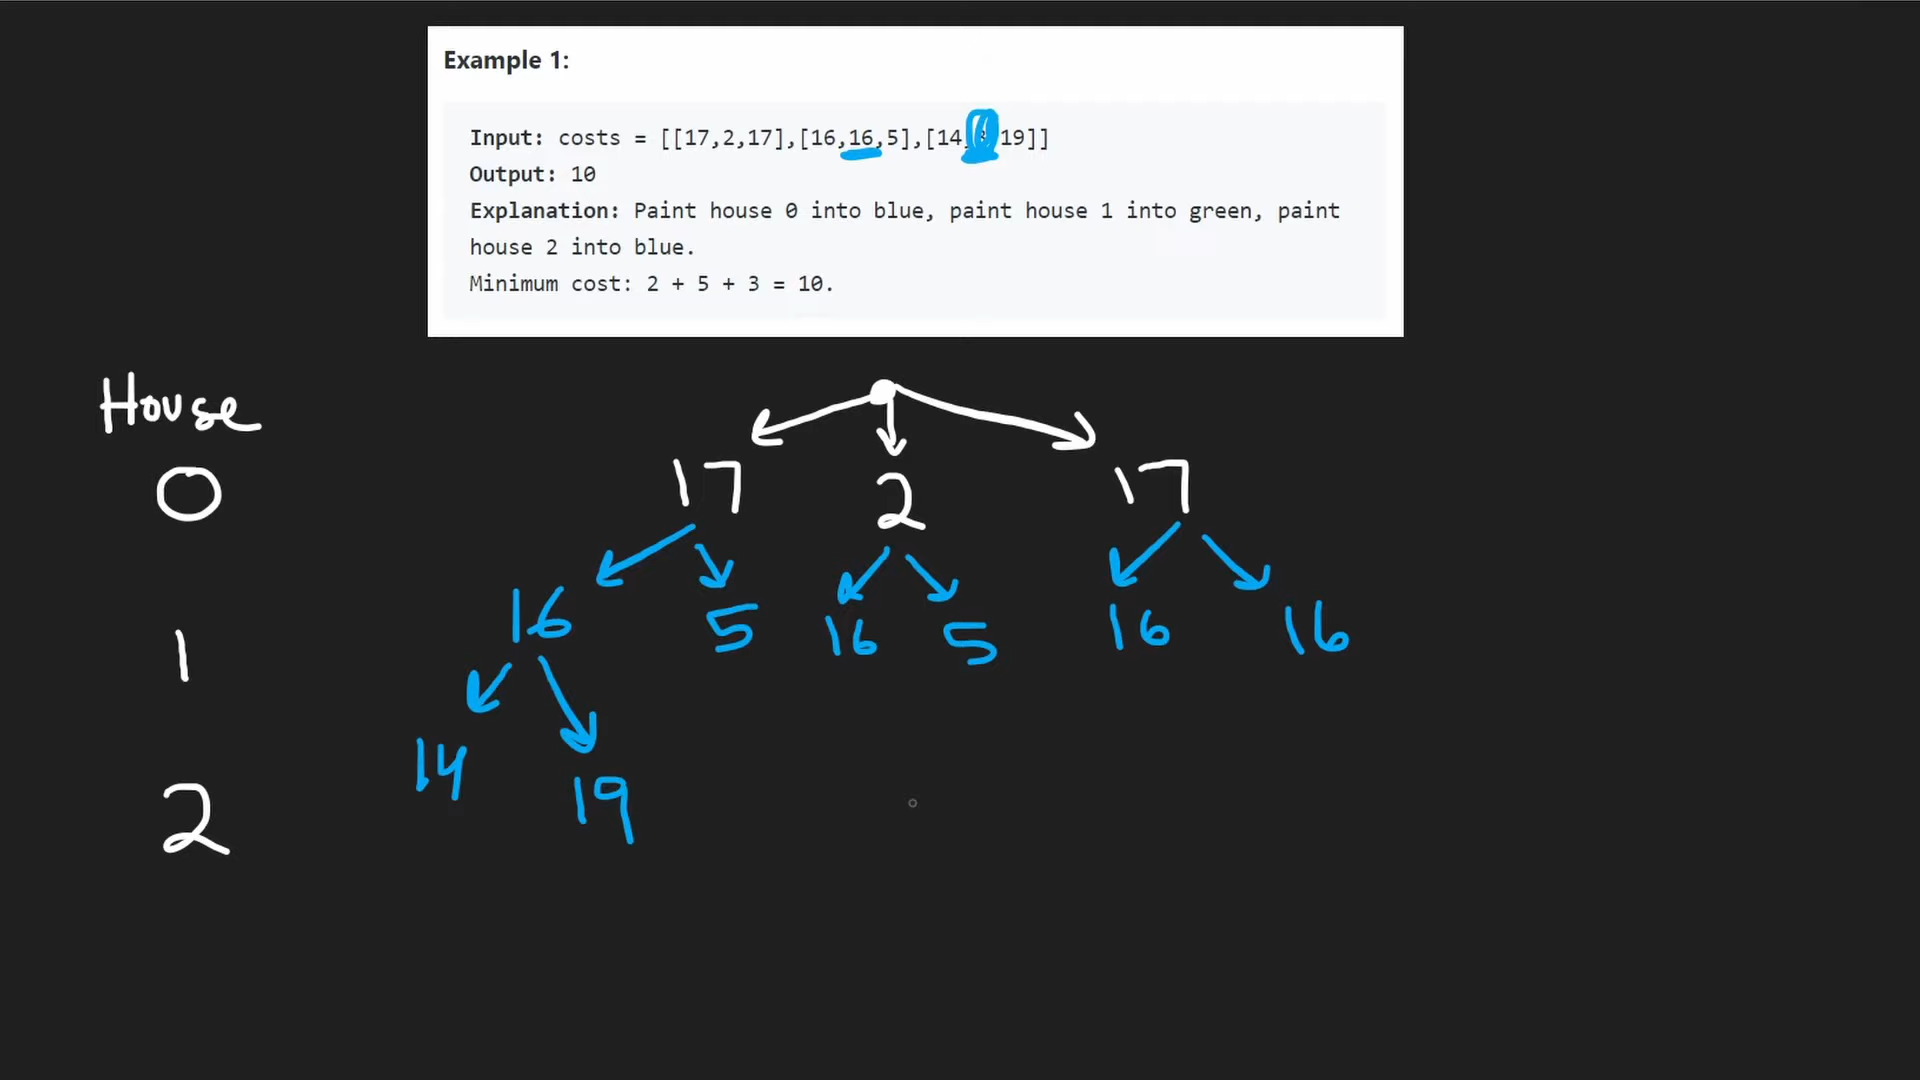 Example 1:
Input: costs = [[17,2,17],[16,16,5],[14, 19]]
Output: 10
Explanation: Paint house 0 into blue, paint house 1 into green, paint
house 2 into blue.
Minimum cost: 2 + 5 + 3 = 10.
House
0 17 2 17
1 16 5 16 5 16 16
2 14 19